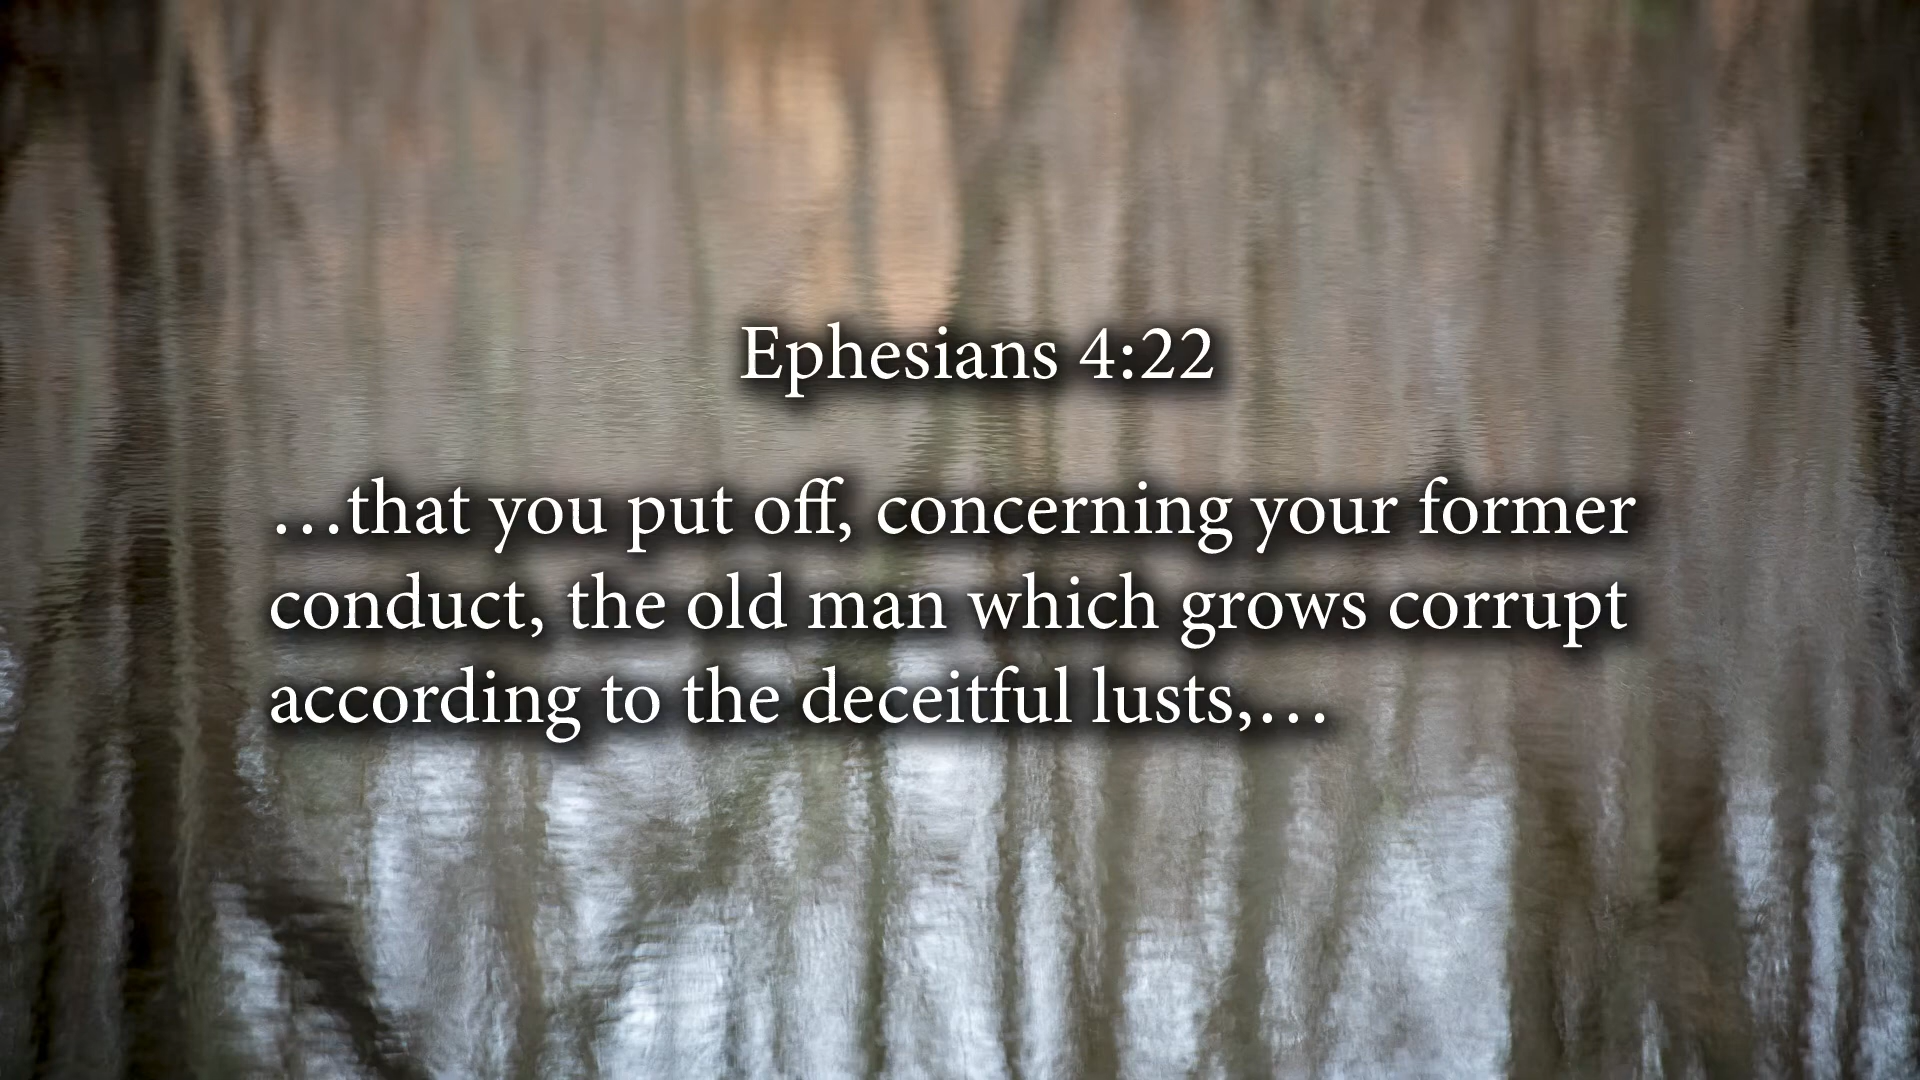 Ephesians 4:22
…that you put off, concerning your former
conduct, the old man which grows corrupt
according to the deceitful lusts,…